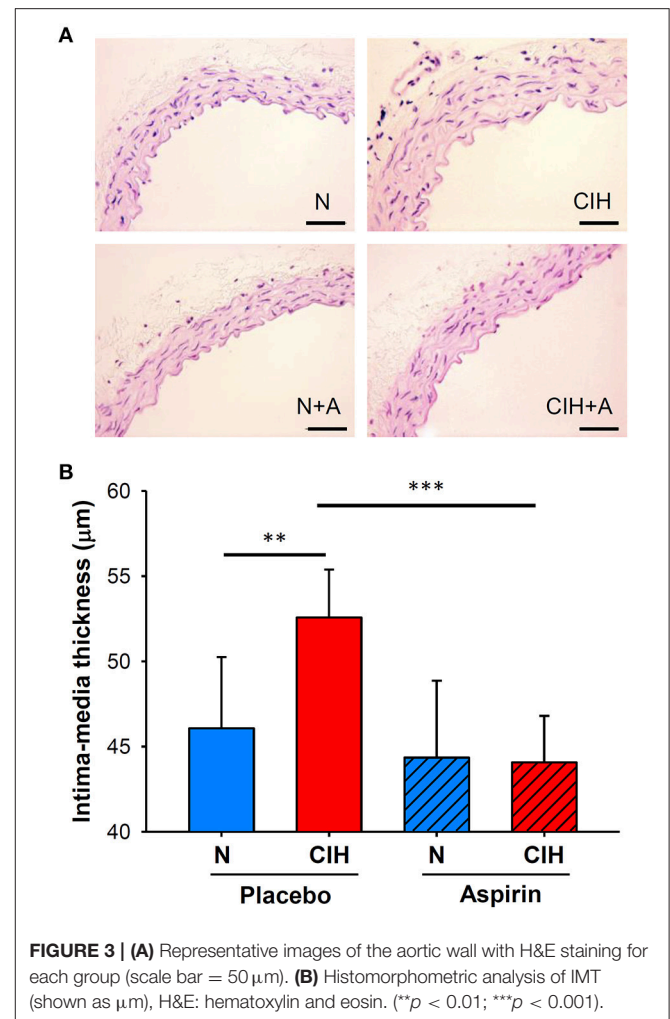 A
N
CIH
N+A
CIH+A
B
Intima-media thickness (μm)
60
55
50
45
40
**
***
N CIH N CIH
Placebo Aspirin
FIGURE 3 | (A) Representative images of the aortic wall with H&E staining for
each group (scale bar = 50 μm). (B) Histomorphometric analysis of IMT
(shown as μm), H&E: hematoxylin and eosin. (**p < 0.01; ***p < 0.001).